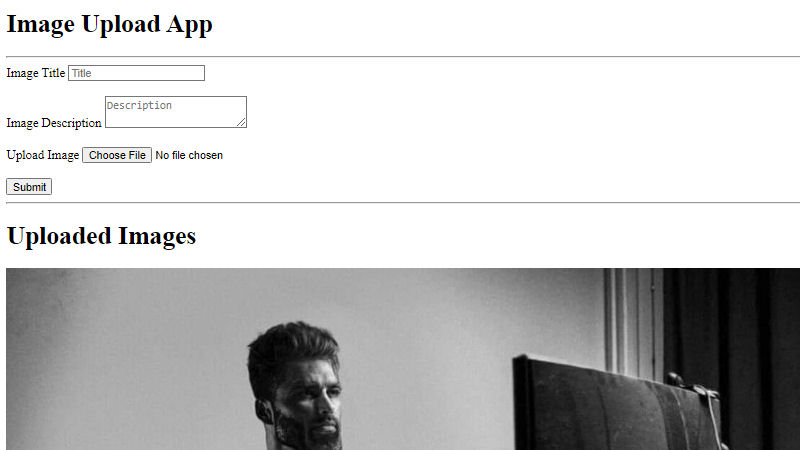 Image Upload App
Image Title Title
Image Description Description
Upload Image Choose File No file chosen
Submit
Uploaded Images